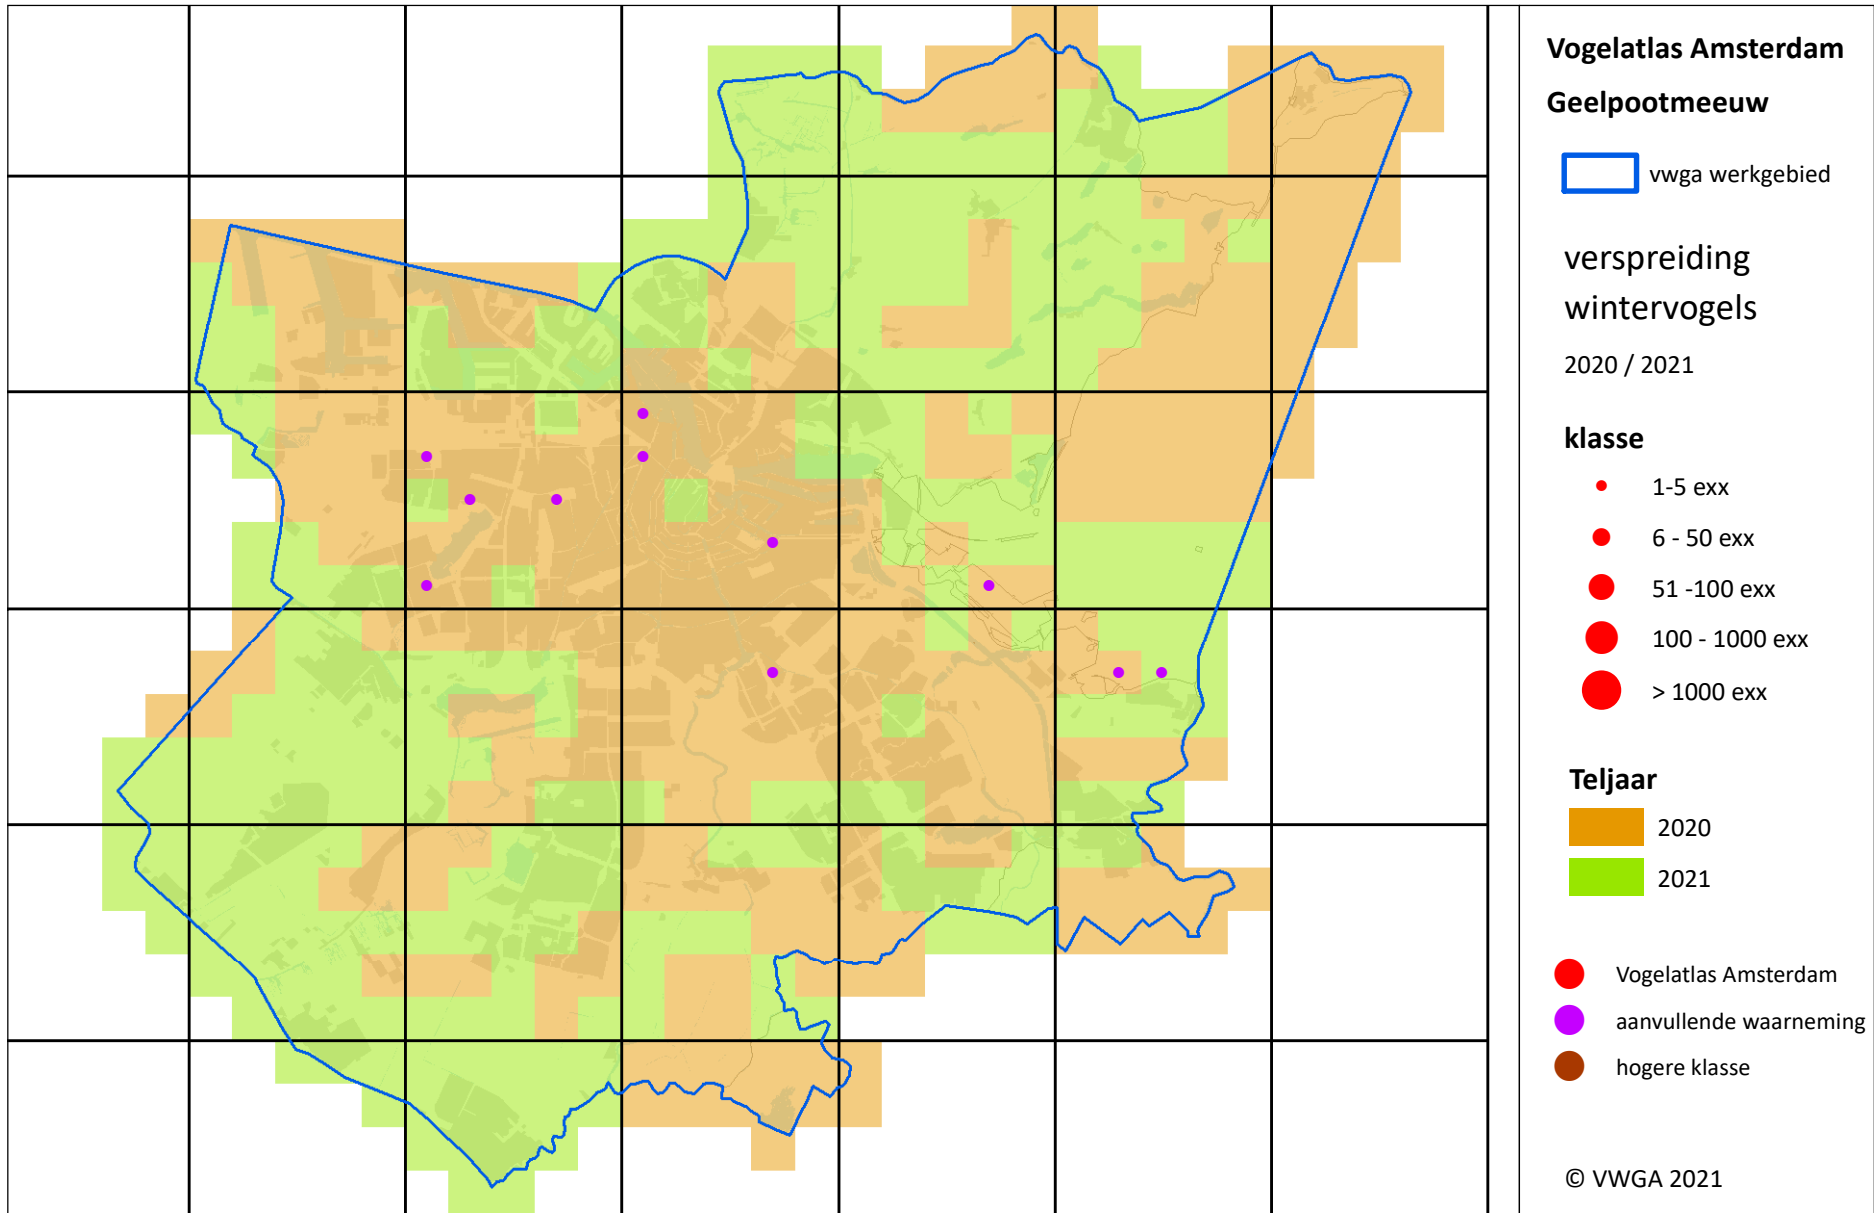 Vogelatlas Amsterdam
Geelpootmeeuw
vwga werkgebied
verspreiding
wintervogels
2020 / 2021
klasse
1-5 exx
6 - 50 exx
51 -100 exx
100 - 1000 exx
> 1000 exx
Teljaar
2020
2021
Vogelatlas Amsterdam
aanvullende waarneming
hogere klasse
© VWGA 2021